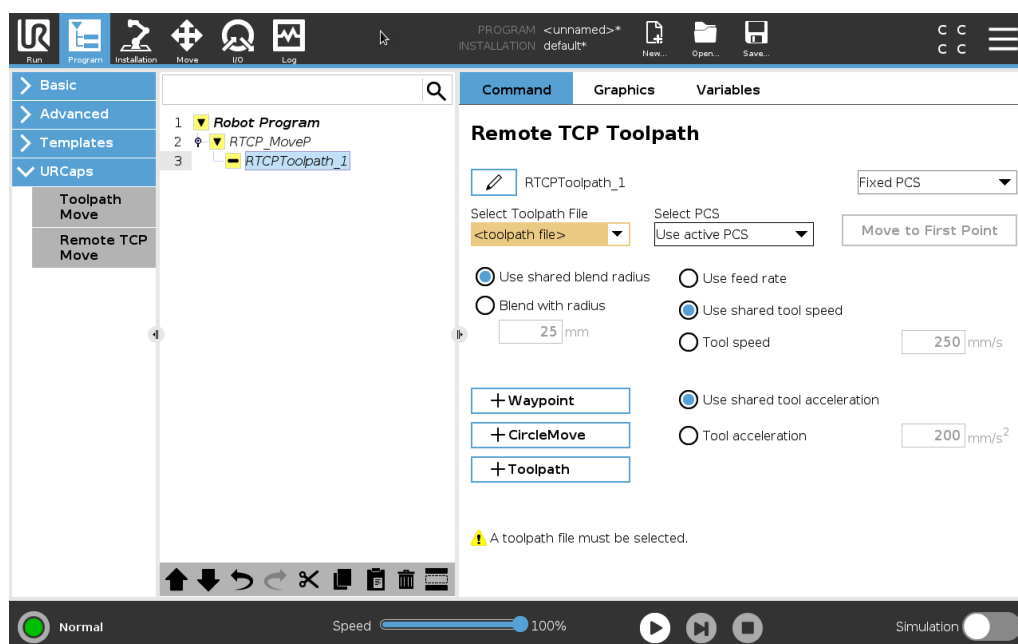 UR
PROGRAM <unnamed>*
INSTALLATION default*
Run Program Installation Move I/O Log New... Open... Save...
C C
C C
Basic
Advanced
Templates
URCaps
Toolpath
Move
Remote TCP
Move
1 Robot Program
2 RTCP_MoveP
3 RTCPToolpath_1
Command Graphics Variables
Remote TCP Toolpath
RTCPToolpath_1 Fixed PCS
Select Toolpath File Select PCS
<toolpath file> Use active PCS Move to First Point
Use shared blend radius Use feed rate
Blend with radius Use shared tool speed
25 mm Tool speed 250 mm/s
+Waypoint Use shared tool acceleration
+CircleMove Tool acceleration 200 mm/s²
+Toolpath
A toolpath file must be selected.
Normal Speed 100% Simulation